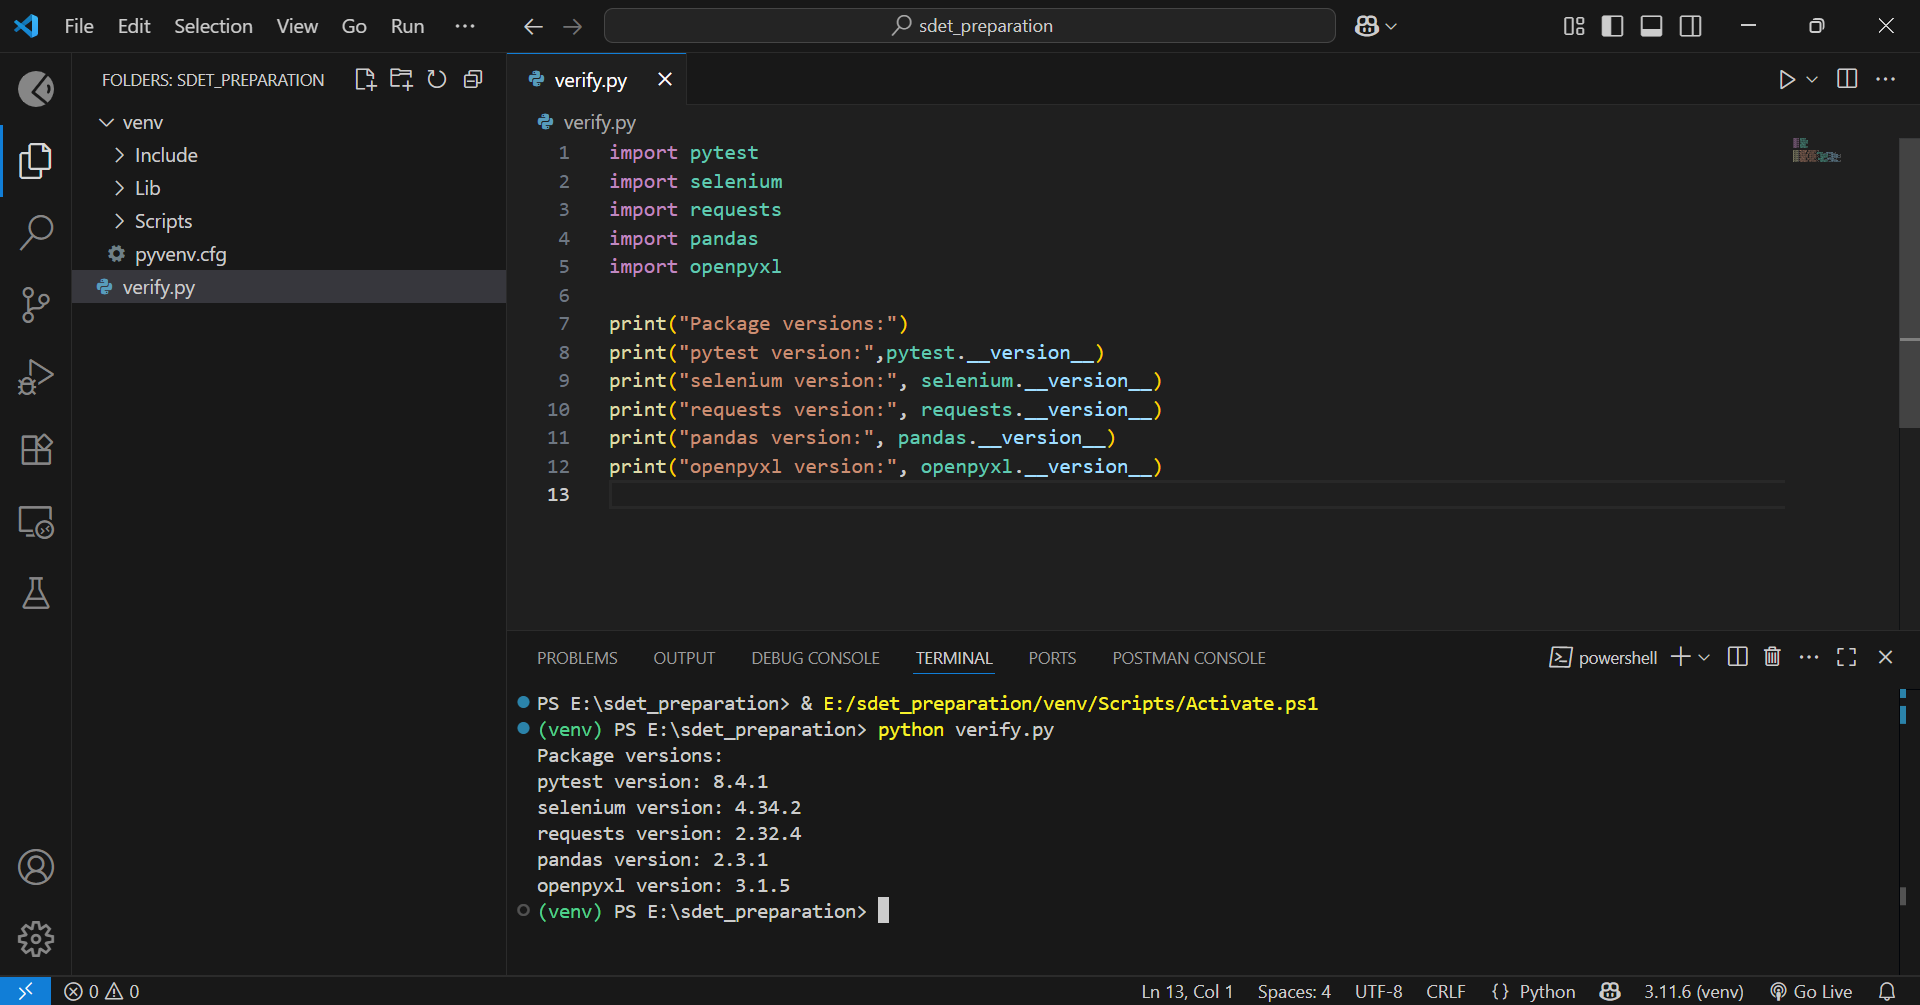 File Edit Selection View Go Run ···
sdet_preparation
FOLDERS: SDET_PREPARATION
venv
Include
Lib
Scripts
pyvenv.cfg
verify.py
verify.py
verify.py
1 import pytest
2 import selenium
3 import requests
4 import pandas
5 import openpyxl
6
7 print("Package versions:")
8 print("pytest version:",pytest.__version__)
9 print("selenium version:", selenium.__version__)
10 print("requests version:", requests.__version__)
11 print("pandas version:", pandas.__version__)
12 print("openpyxl version:", openpyxl.__version__)
13
PROBLEMS OUTPUT DEBUG CONSOLE TERMINAL PORTS POSTMAN CONSOLE
powershell
PS E:\sdet_preparation> & E:/sdet_preparation/venv/Scripts/Activate.ps1
(venv) PS E:\sdet_preparation> python verify.py
Package versions:
pytest version: 8.4.1
selenium version: 4.34.2
requests version: 2.32.4
pandas version: 2.3.1
openpyxl version: 3.1.5
(venv) PS E:\sdet_preparation>
0 0 Ln 13, Col 1 Spaces: 4 UTF-8 CRLF {} Python 3.11.6 (venv) Go Live